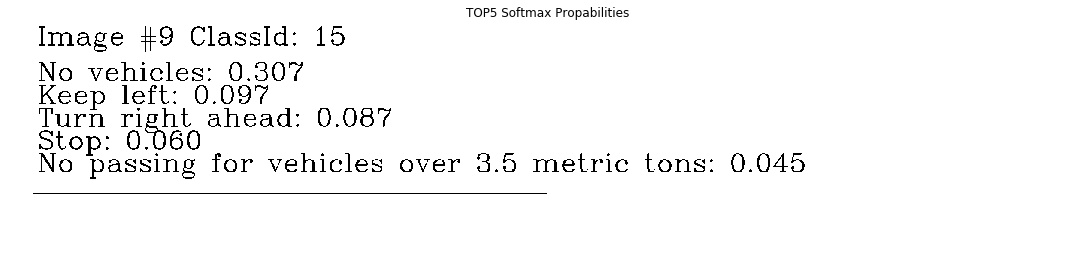 TOP5 Softmax Propabilities
Image #9 ClassId: 15
No vehicles: 0.307
Keep left: 0.097
Turn right ahead: 0.087
Stop: 0.060
No passing for vehicles over 3.5 metric tons: 0.045